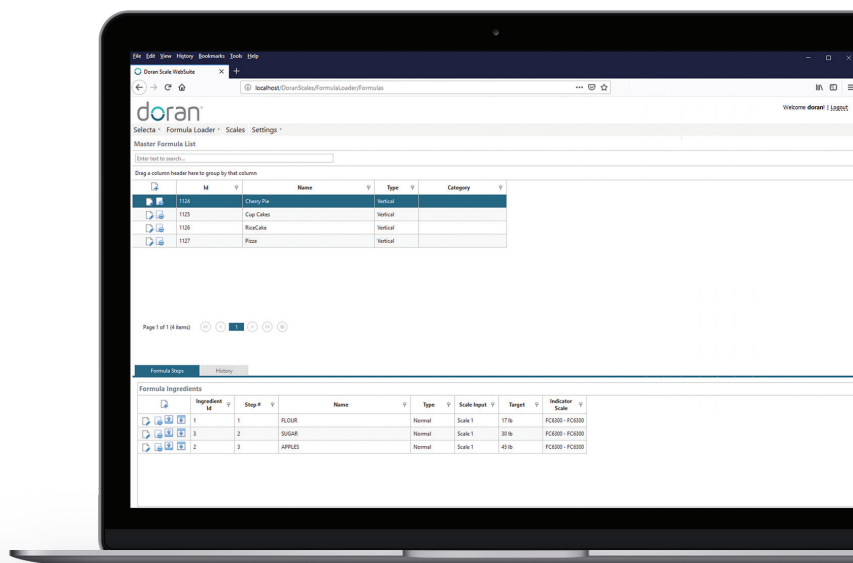 File Edit View History Bookmarks Tools Help
Doran Scale WebSuite
localhost/DoranScales/FormulaLoader/Formulas
doran
Welcome doran! | Logout
Selecta Formula Loader Scales Settings
Master Formula List
Enter text to search...
Drag a column header here to group by that column
Id Name Type Category
1124 Cherry Pie Vertical
1125 Cup Cakes Vertical
1126 RiceCake Vertical
1127 Pizza Vertical
Page 1 of 1 (4 items) 1
Formula Steps History
Formula Ingredients
Ingredient Id Step # Name Type Scale Input Target Indicator Scale
1 1 FLOUR Normal Scale 1 17 lb FC6300 - FC6300
3 2 SUGAR Normal Scale 1 30 lb FC6300 - FC6300
2 3 APPLES Normal Scale 1 45 lb FC6300 - FC6300